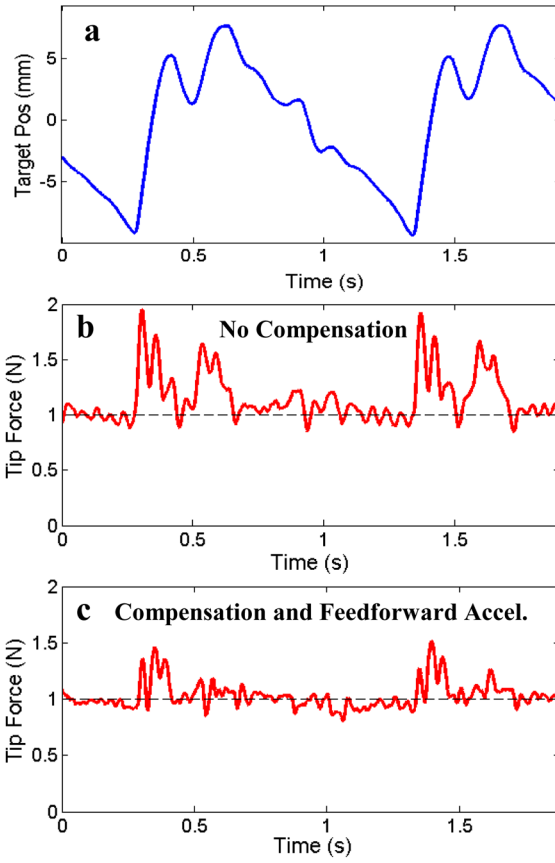 a
Target Pos (mm)
5
0
-5
0
0.5
1
1.5
Time (s)
b
No Compensation
Tip Force (N)
2
1.5
1
0.5
0
0
0.5
1
1.5
Time (s)
c
Compensation and Feedforward Accel.
Tip Force (N)
2
1.5
1
0.5
0
0
0.5
1
1.5
Time (s)